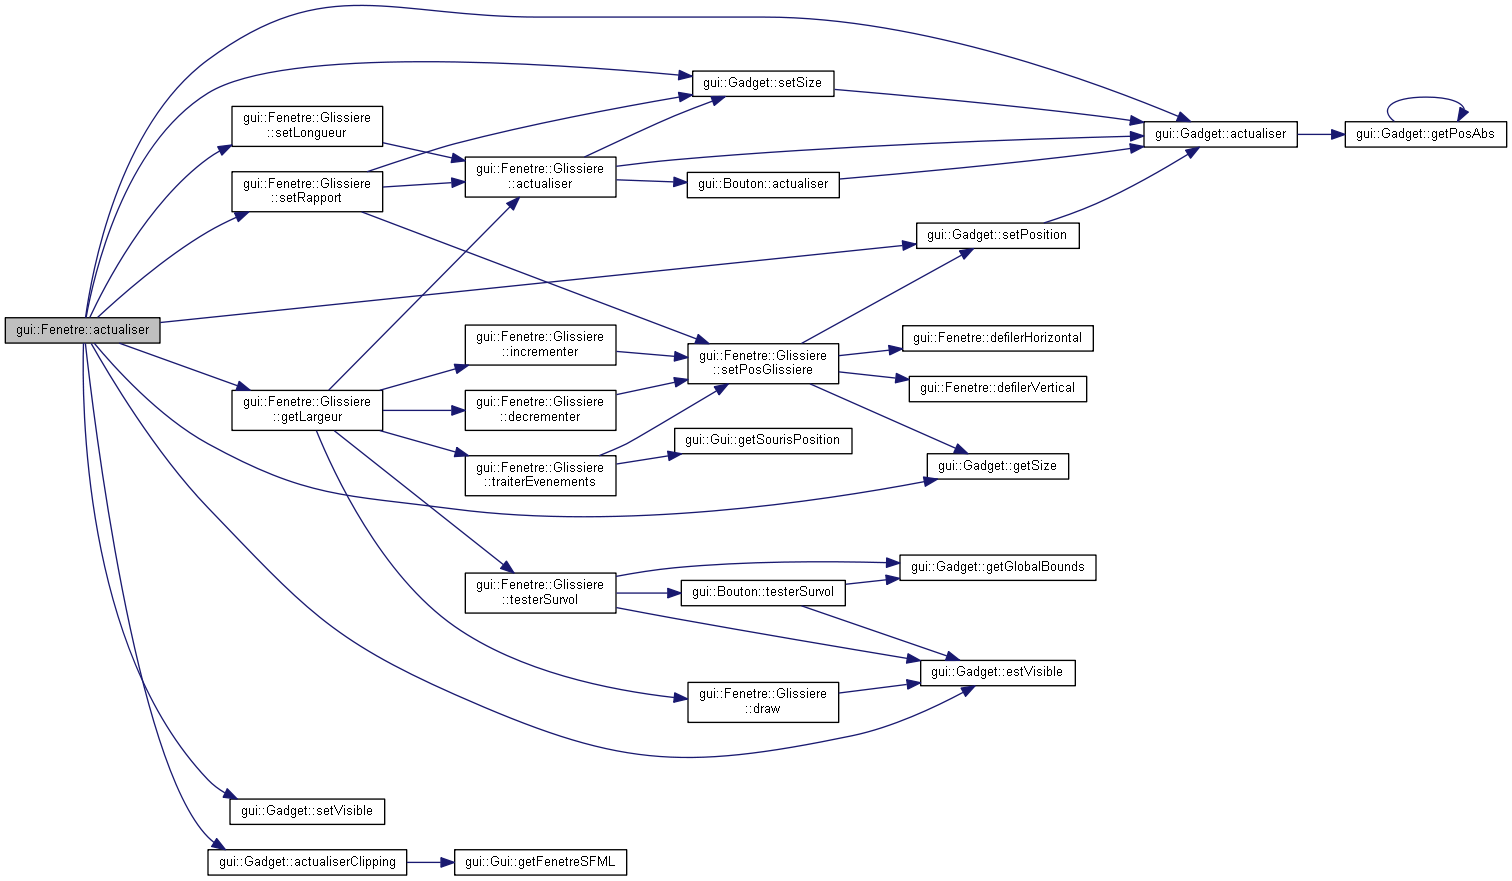 gui::Gadget::setSize
gui::Fenetre::Glissiere
::setLongueur
gui::Gadget::actualiser
gui::Gadget::getPosAbs
gui::Fenetre::Glissiere
::actualiser
gui::Fenetre::Glissiere
::setRapport
gui::Bouton::actualiser
gui::Gadget::setPosition
gui::Fenetre::actualiser
gui::Fenetre::Glissiere
::incrementer
gui::Fenetre::defilerHorizontal
gui::Fenetre::Glissiere
::setPosGlissiere
gui::Fenetre::defilerVertical
gui::Fenetre::Glissiere
::getLargeur
gui::Fenetre::Glissiere
::decrementer
gui::Gui::getSourisPosition
gui::Gadget::getSize
gui::Fenetre::Glissiere
::traiterEvenements
gui::Gadget::getGlobalBounds
gui::Fenetre::Glissiere
::testerSurvol
gui::Bouton::testerSurvol
gui::Gadget::estVisible
gui::Fenetre::Glissiere
::draw
gui::Gadget::setVisible
gui::Gadget::actualiserClipping
gui::Gui::getFenetreSFML